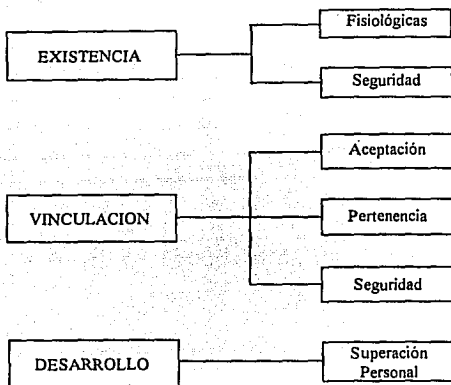 EXISTENCIA
Fisiológicas
Seguridad
VINCULACION
Aceptación
Pertenencia
Seguridad
DESARROLLO
Superación
Personal